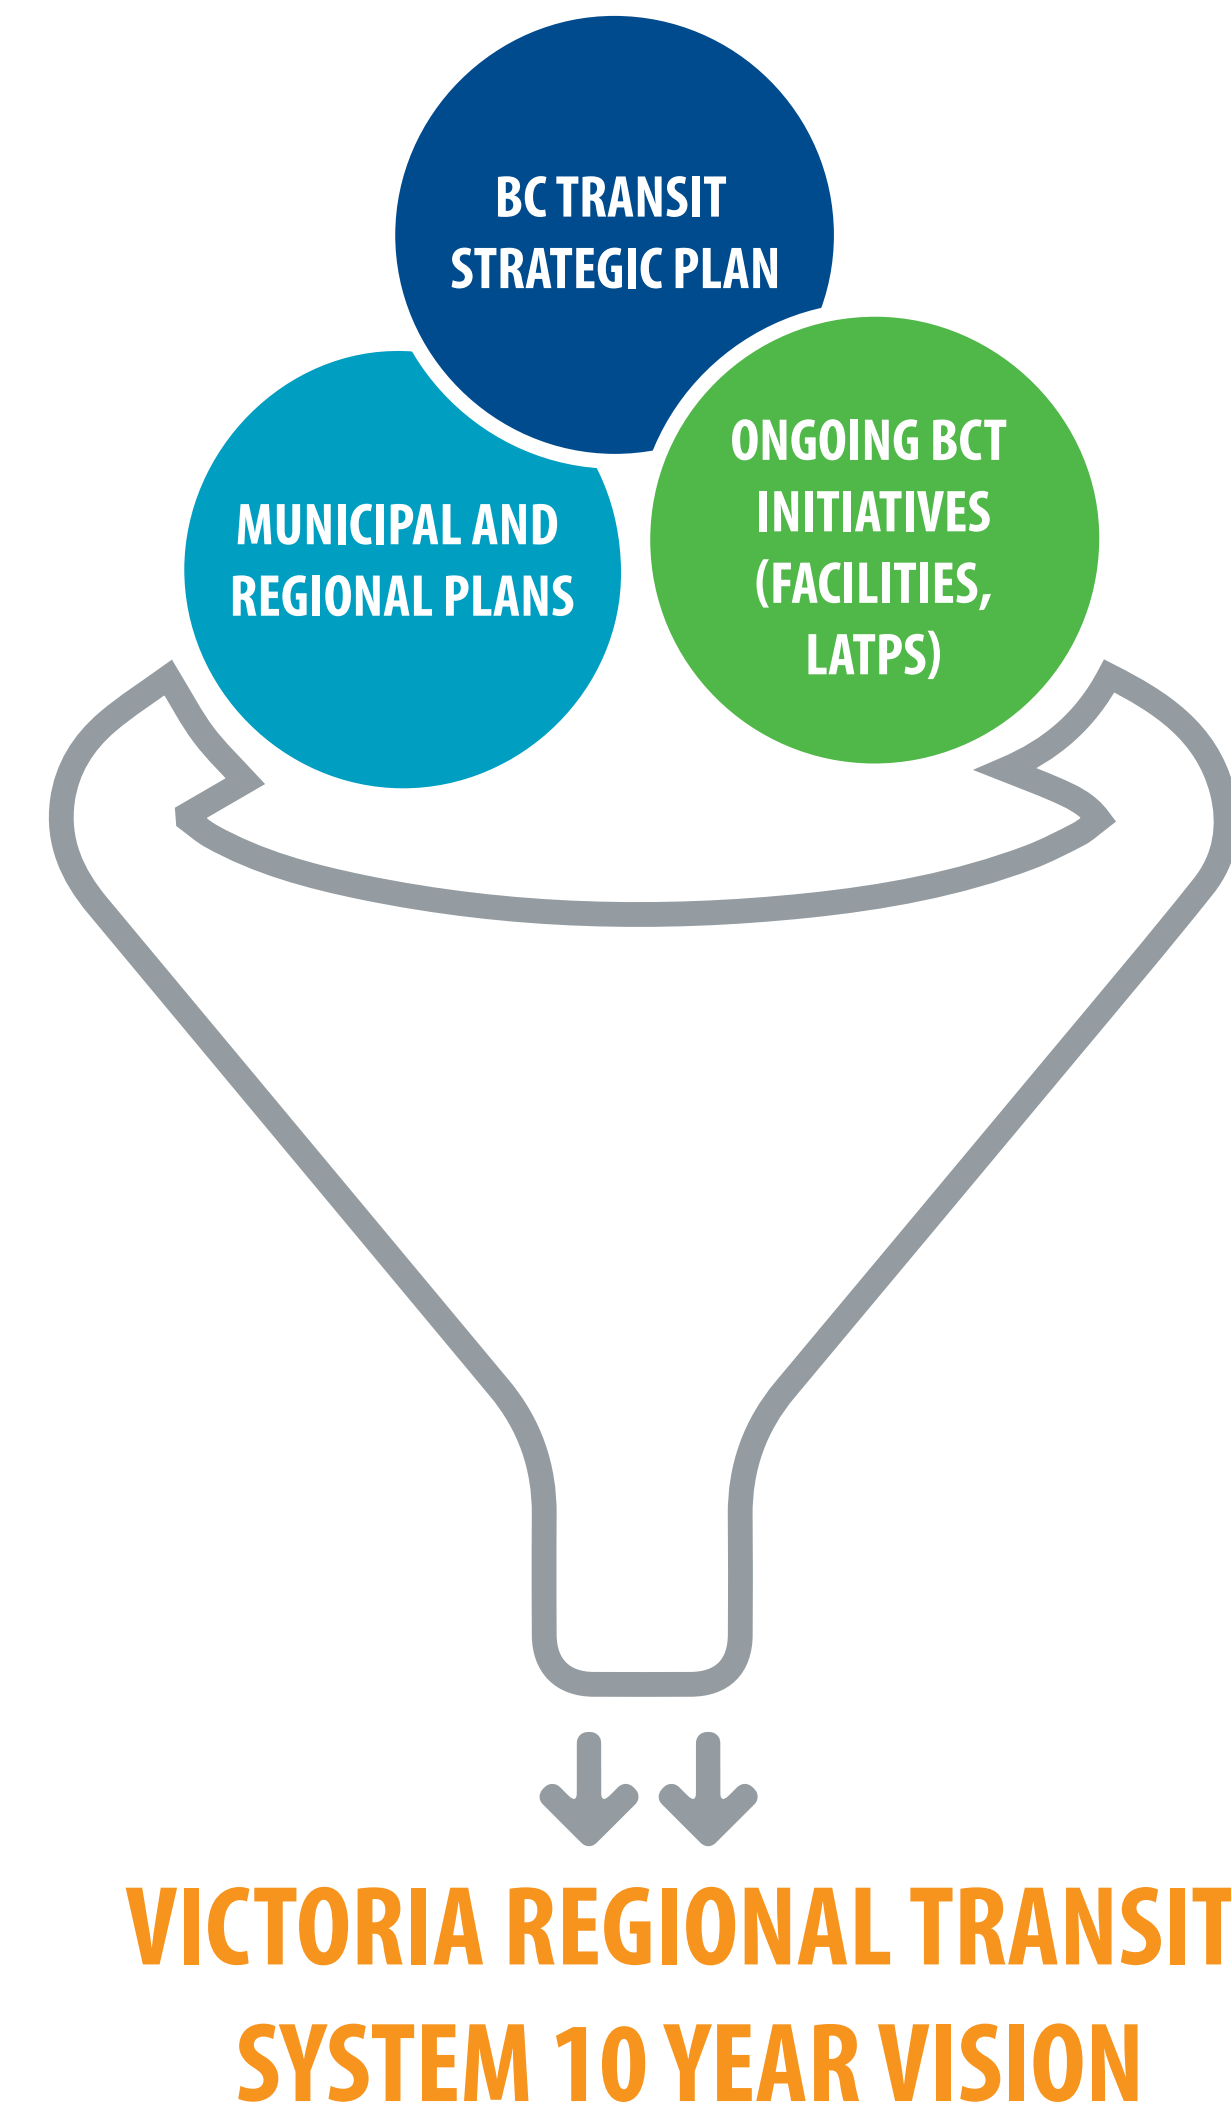 BC TRANSIT
STRATEGIC PLAN
MUNICIPAL AND
REGIONAL PLANS
ONGOING BCT
INITIATIVES
(FACILITIES,
LATPS)
VICTORIA REGIONAL TRANSIT
SYSTEM 10 YEAR VISION